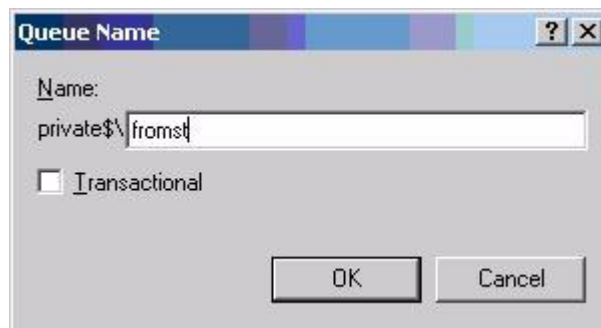 Queue Name
? X
Name:
private$\ fromst
Transactional
OK Cancel